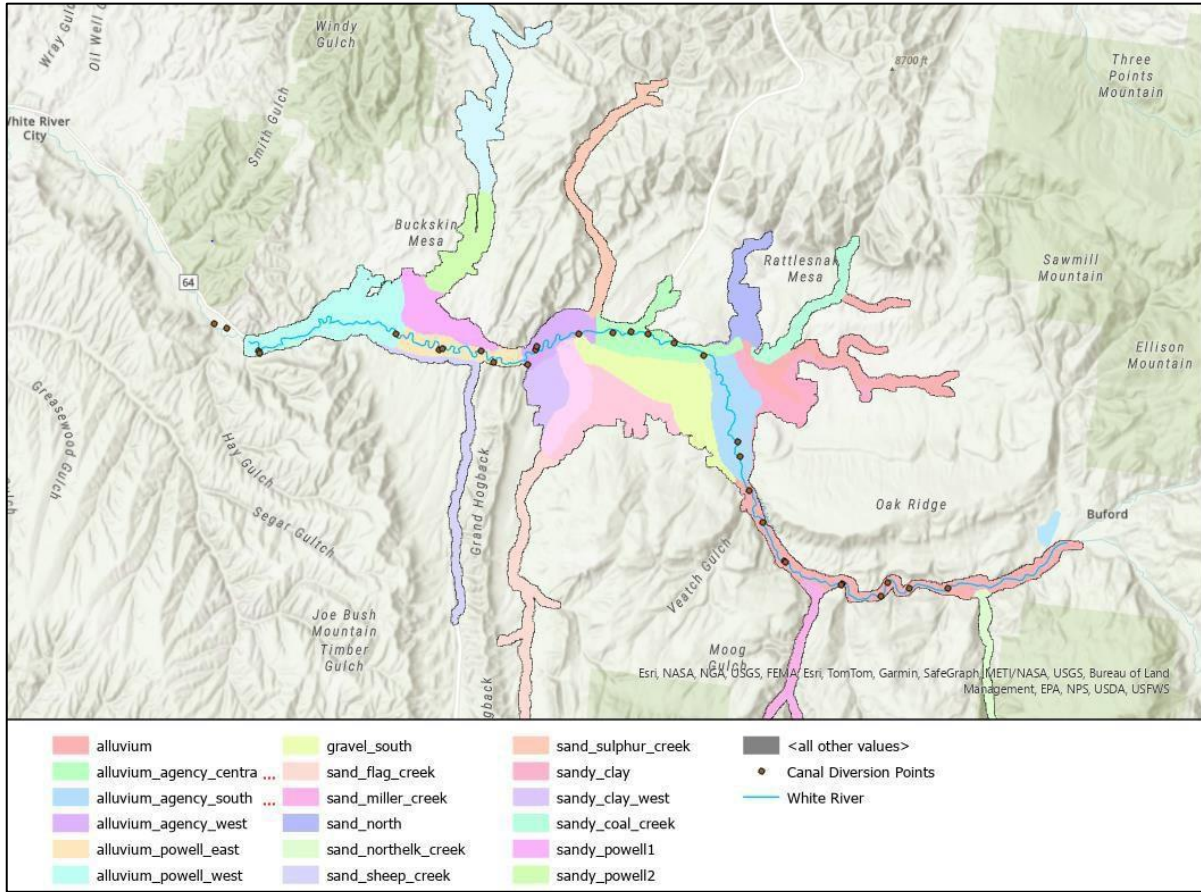 Wray Gulch
Oil Well G
Windy
Gulch
8700 ft
Three
Points
Mountain
White River
City
Smith Gulch
Buckskin
Mesa
Rattlesnak
Mesa
Sawmill
Mountain
64
Ellison
Mountain
Greasewood Gulch
Hay Gulch
Segar Gultch
Grand Hogback
Oak Ridge
Buford
Veatch Gulch
Joe Bush
Mountain
Timber
Gulch
Moog
Gulch
gback
Esri, NASA, NGA, USGS, FEMA, Esri, TomTom, Garmin, SafeGraph, METI/NASA, USGS, Bureau of Land
Management, EPA, NPS, USDA, USFWS
alluvium
alluvium_agency_centra ...
alluvium_agency_south ...
alluvium_agency_west
alluvium_powell_east
alluvium_powell_west
gravel_south
sand_flag_creek
sand_miller_creek
sand_north
sand_northelk_creek
sand_sheep_creek
sand_sulphur_creek
sandy_clay
sandy_clay_west
sandy_coal_creek
sandy_powell1
sandy_powell2
<all other values>
Canal Diversion Points
White River